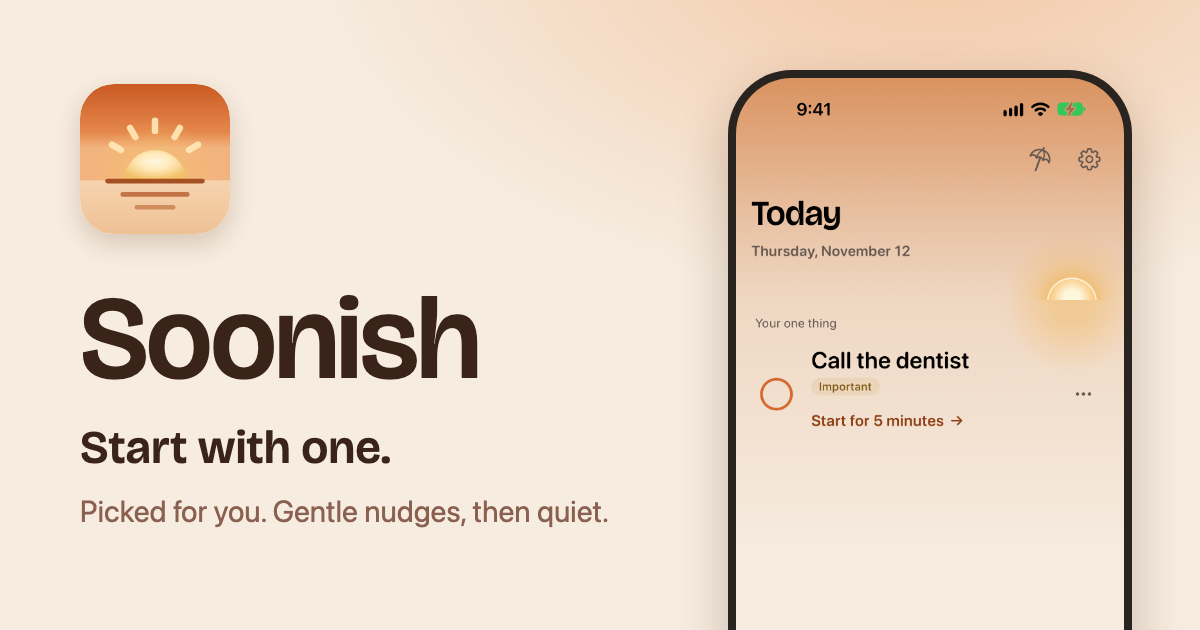 Soonish
Start with one.
Picked for you. Gentle nudges, then quiet.
9:41
Today
Thursday, November 12
Your one thing
Call the dentist
Important
Start for 5 minutes →